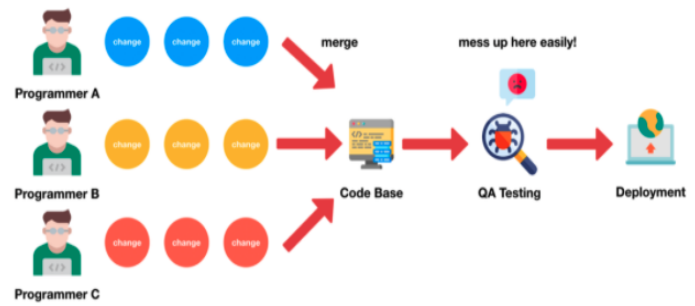 change change change
merge
mess up here easily!
Programmer A
change change change
Programmer B
Code Base
QA Testing
Deployment
change change change
Programmer C